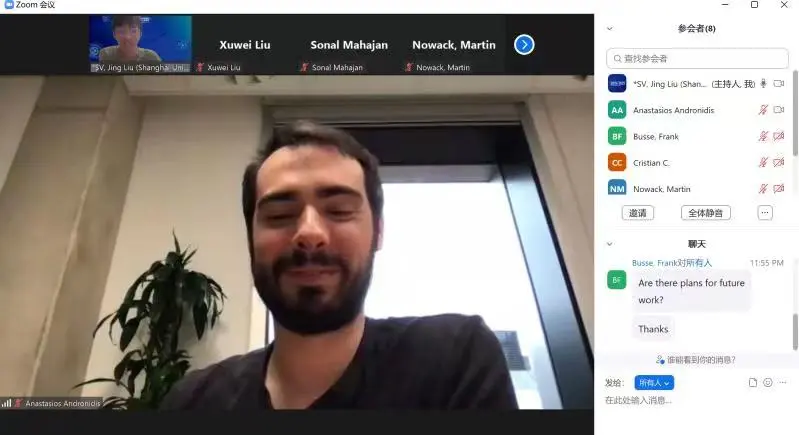 Zoom 会议
Xuwei Liu
Sonal Mahajan
Nowack, Martin
*SV, Jing Liu (Shanghai Uni...
Xuwei Liu
Sonal Mahajan
Nowack, Martin
Anastasios Andronidis
参会者(8)
查找参会者
*SV, Jing Liu (Shan... (主持人, 我)
AA Anastasios Andronidis
BF Busse, Frank
CC Cristian C.
NM Nowack, Martin
邀请 全体静音 ...
聊天
Busse, Frank对所有人 11:55 PM
BF
Are there plans for future
work?
Thanks
谁能看到你的消息?
发给: 所有人
在此处输入消息...